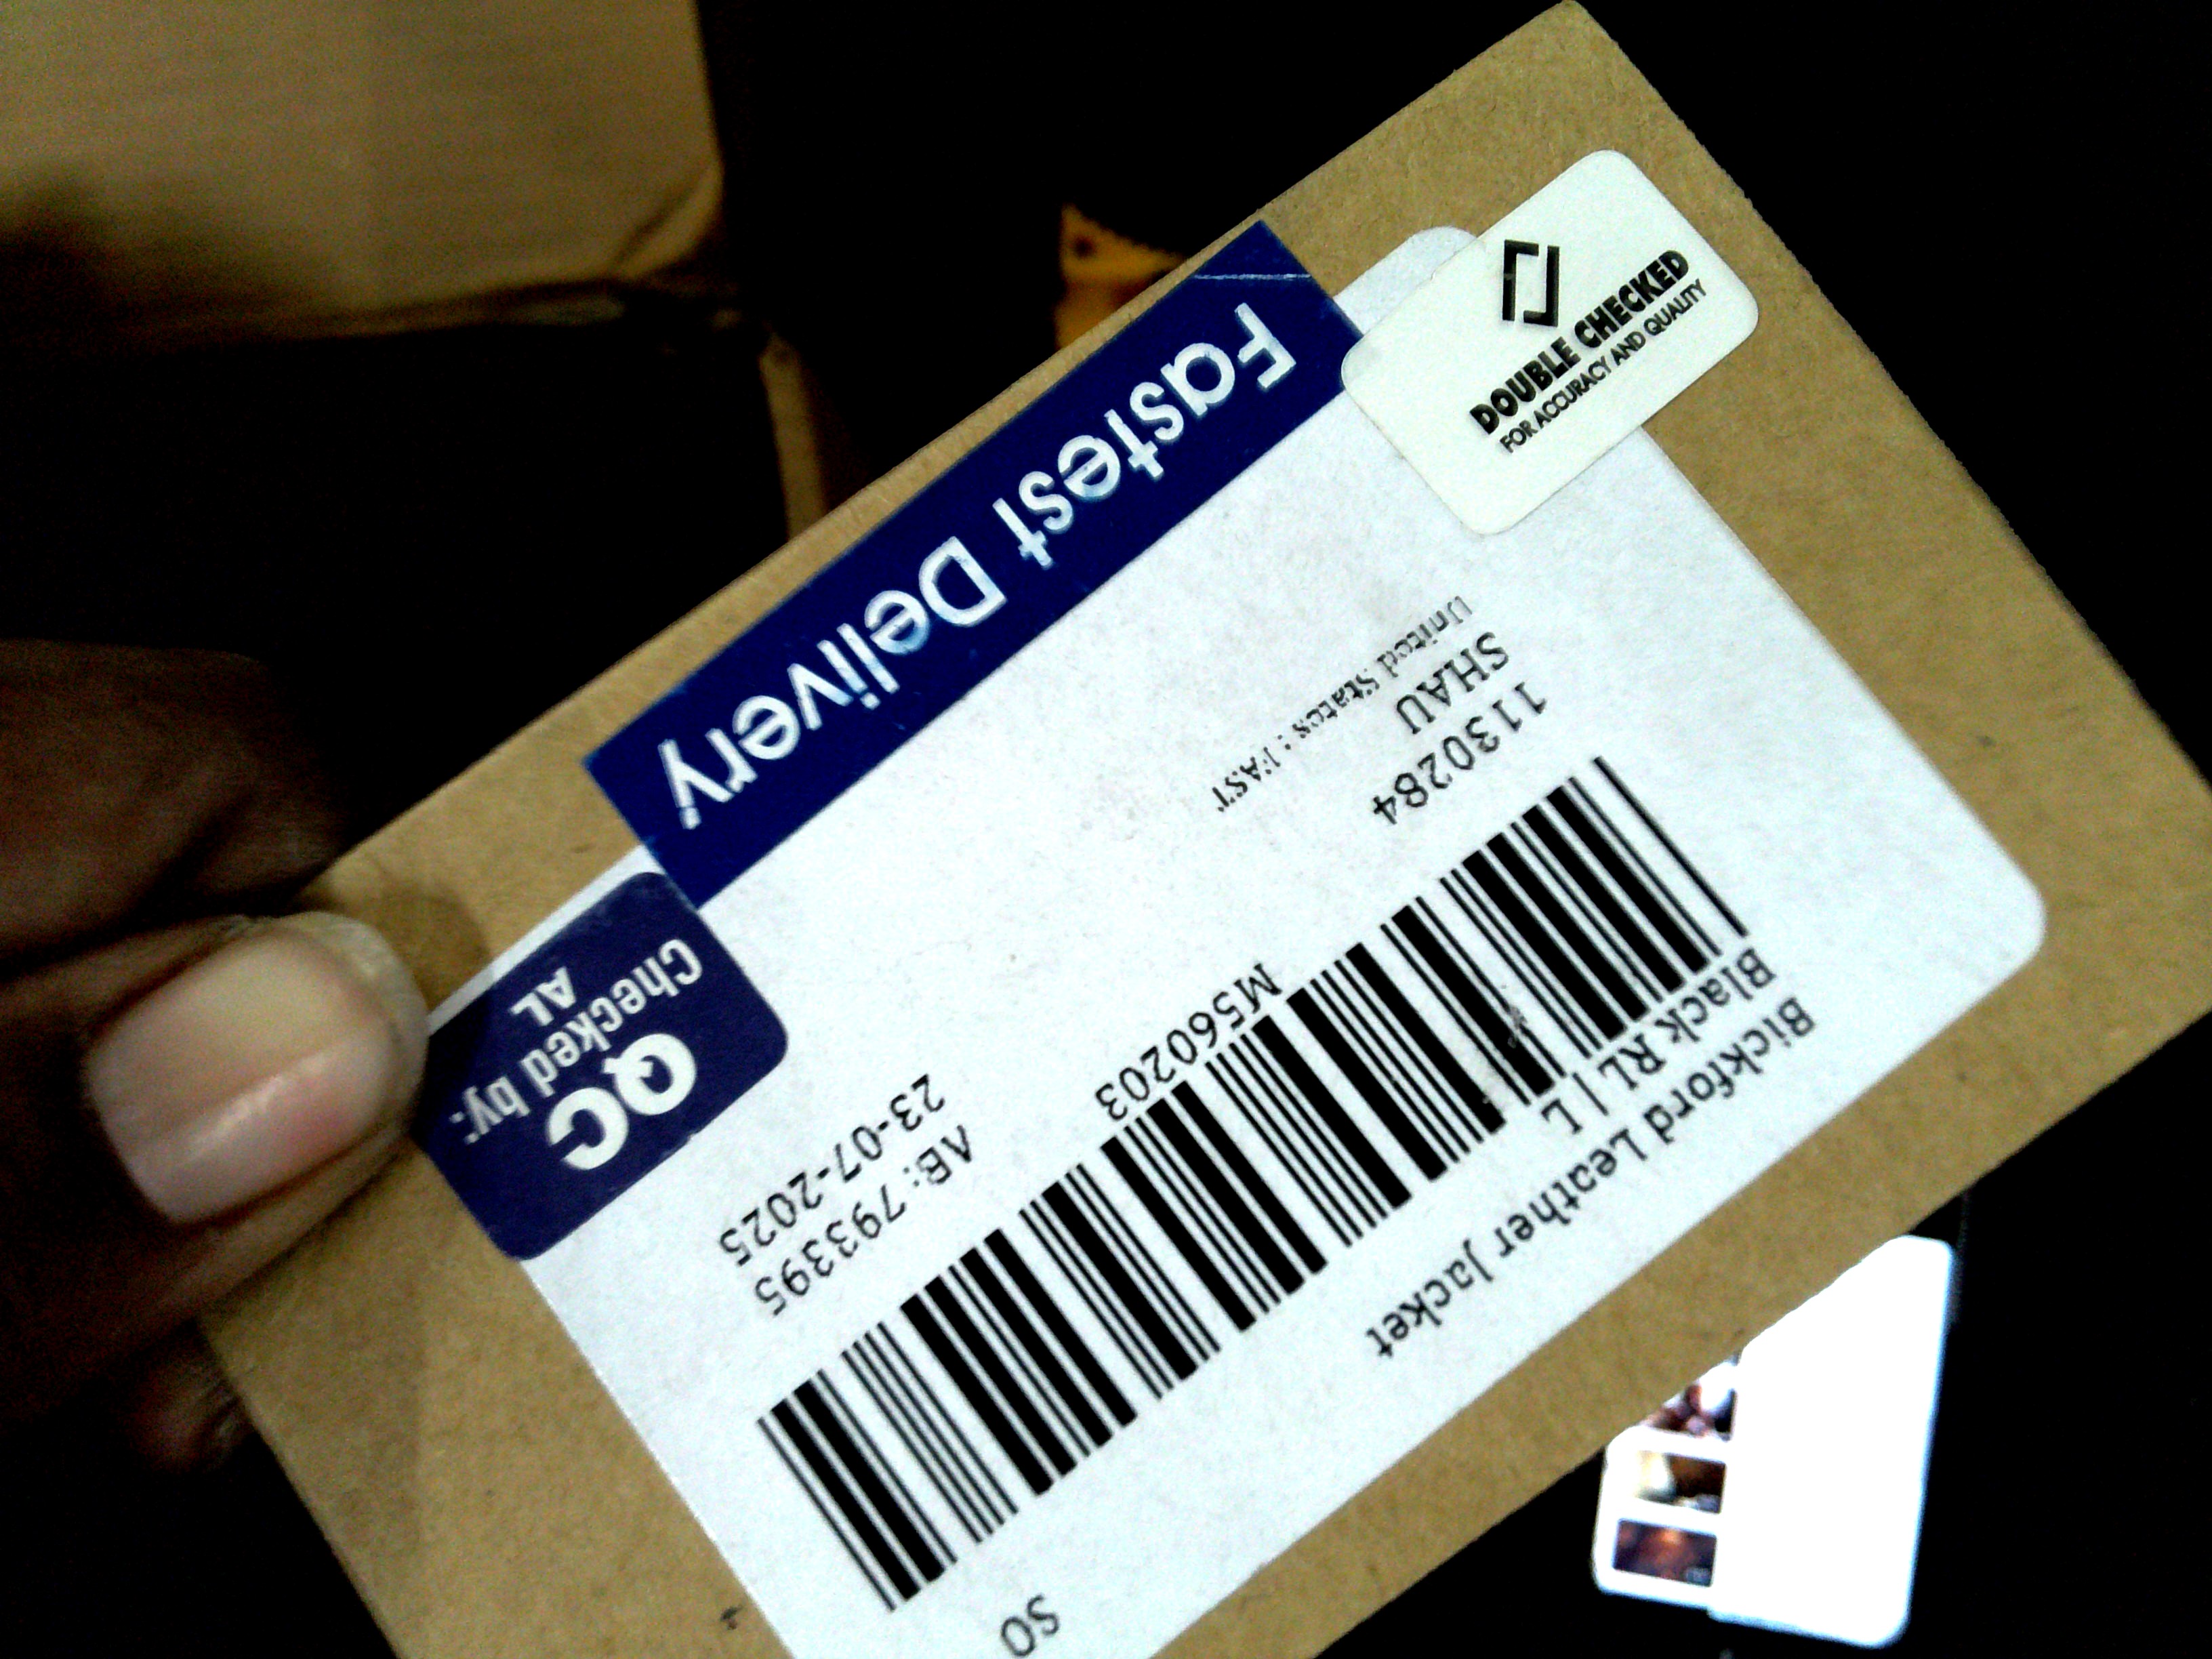 DOUBLE CHECKED
FOR ACCURACY AND QUALITY
Fastest Delivery
QC
Checked by:
AL
United States : FAST
SHAU
1130284
M560203
23-07-2025
AB: 793395
Black RL | L
Bickford Leather Jacket
SO